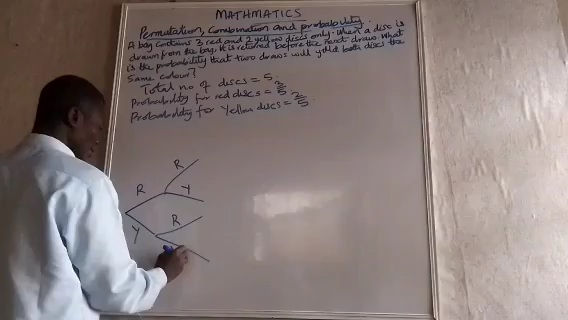 MATHMATICS
Permutation, Combination and probability.
A bag contains 3 red and 2 yellow discs only. When a disc is
drawn from the bag, it is returned before the next draw. What
is the probability that two draws will yield both discs the
Same colour?
Total no of discs = 5
Probability for red discs = 3/5
Probability for Yellow discs = 2/5
R
R
Y
R
Y